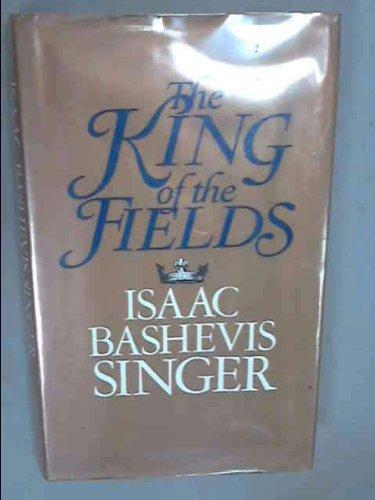 The
KING
of the
FIELDS
ISAAC
BASHEVIS
SINGER